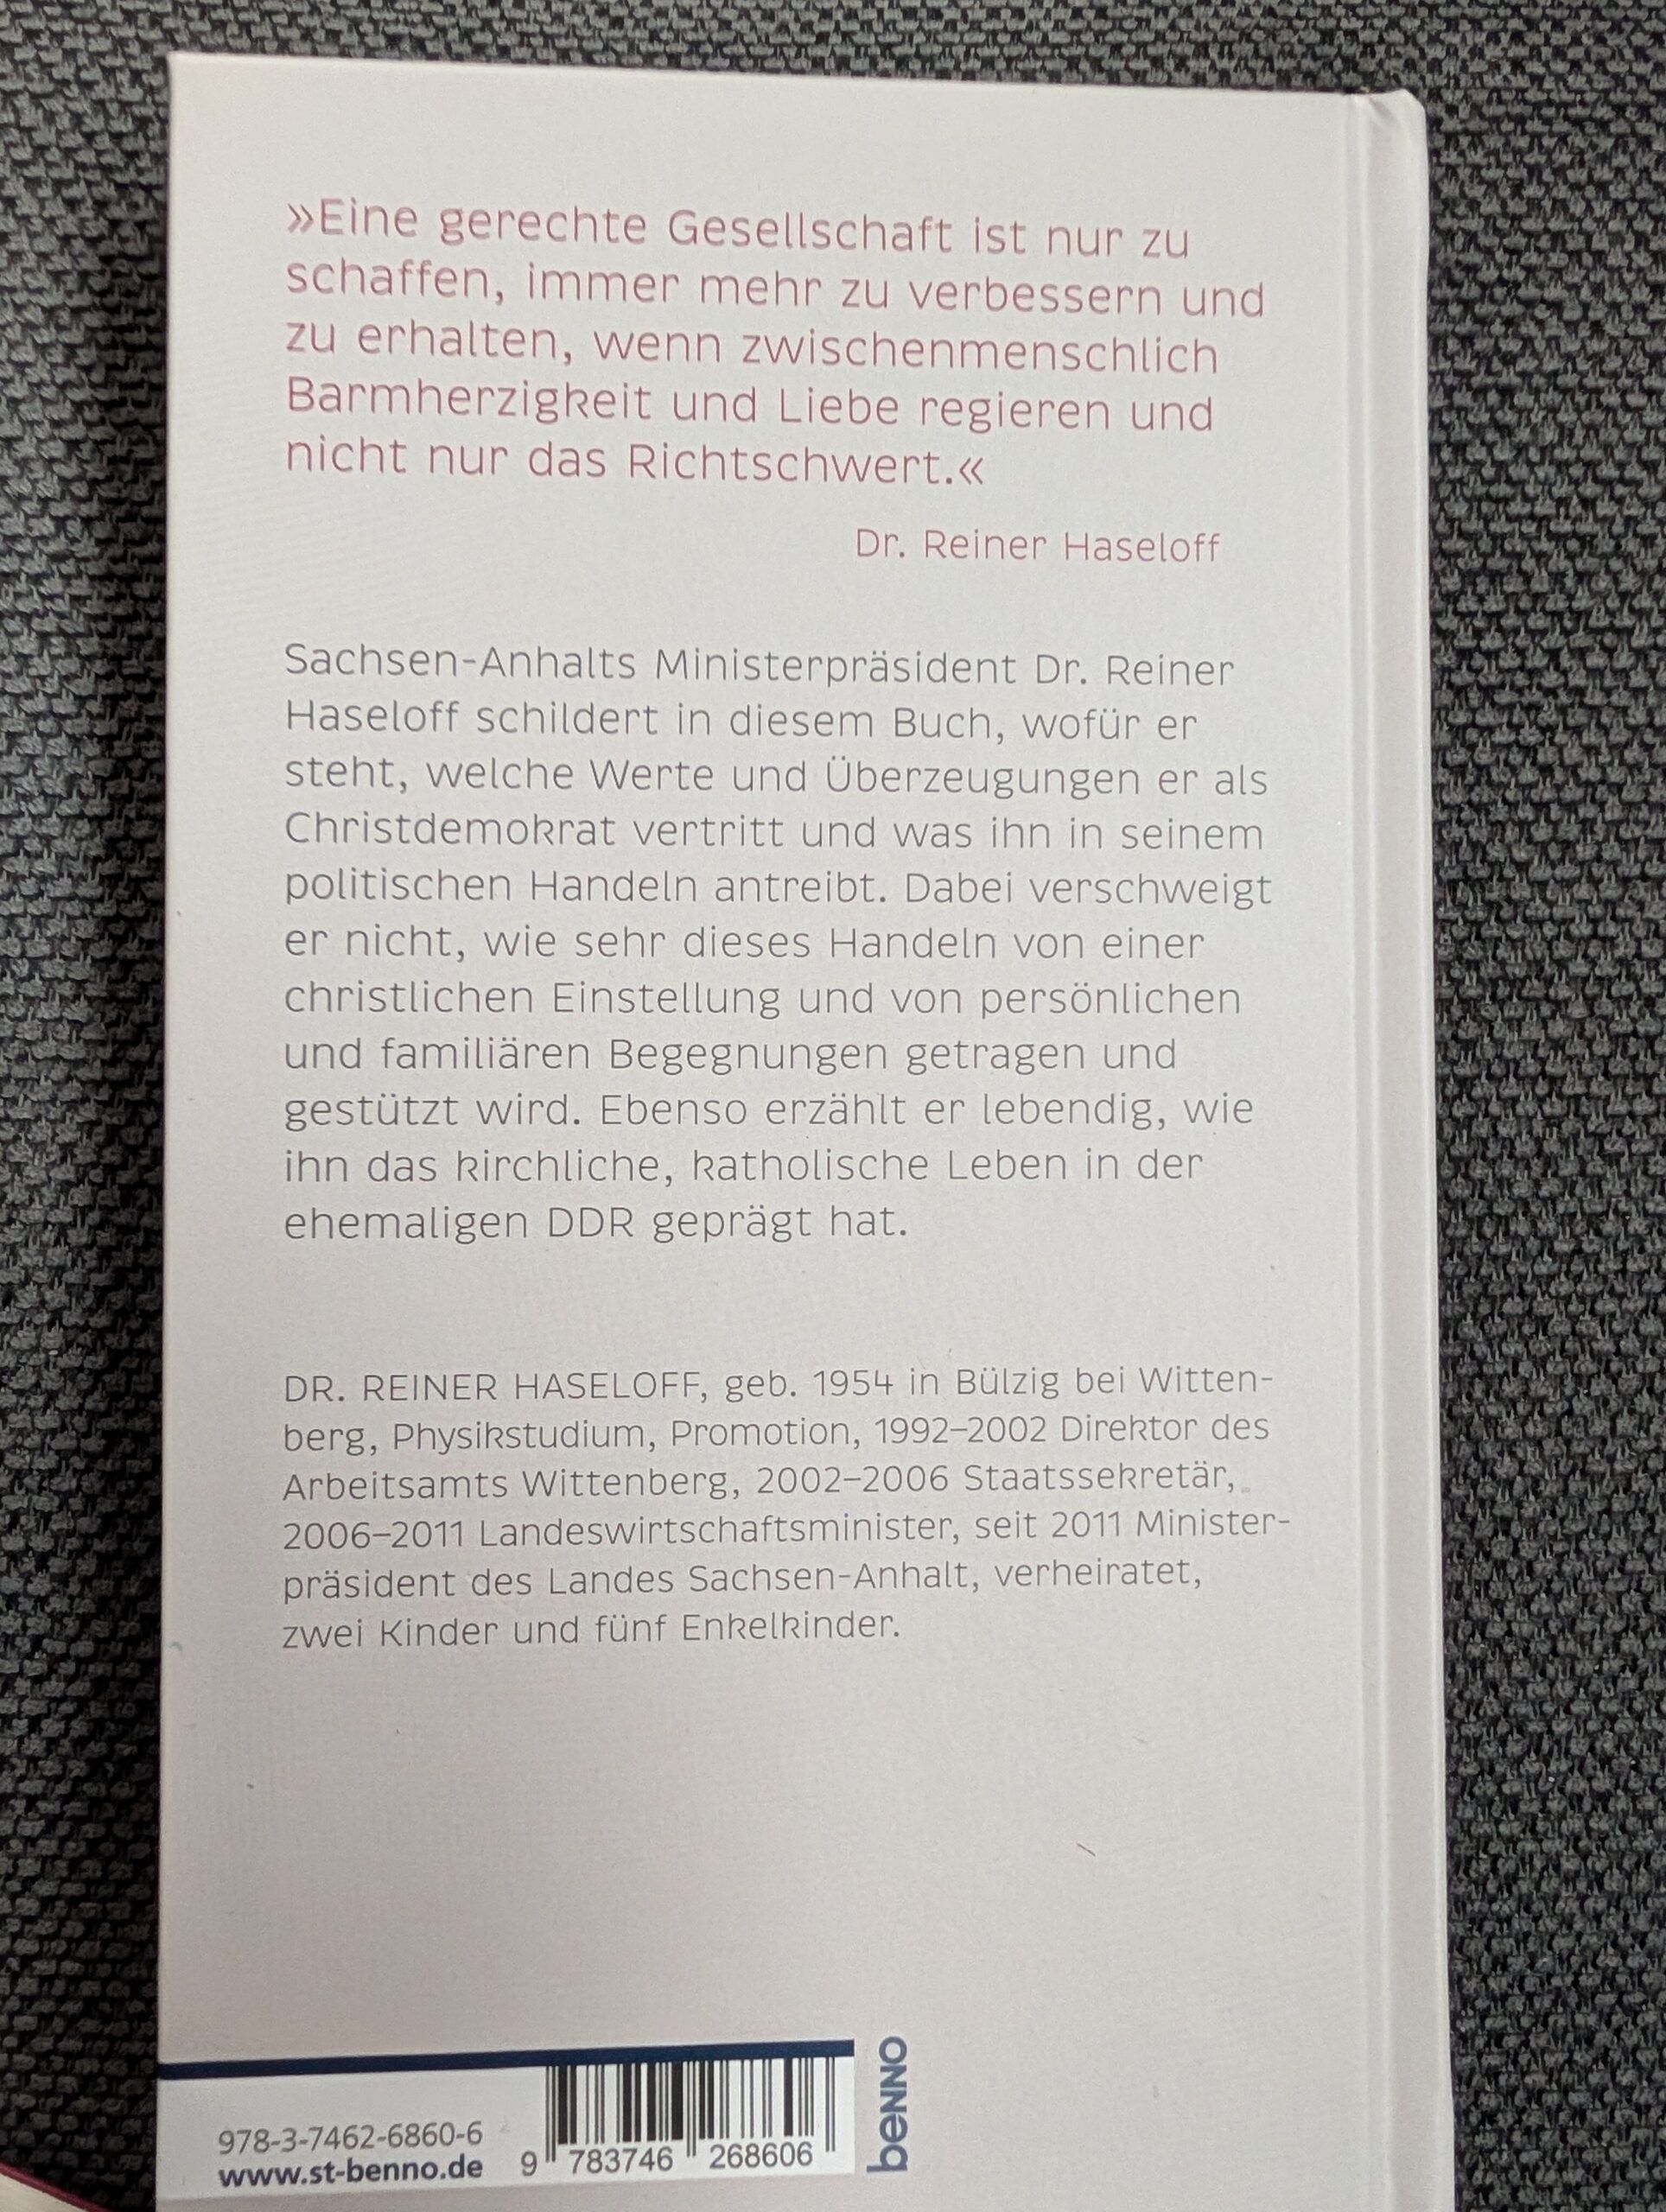 »Eine gerechte Gesellschaft ist nur zu
schaffen, immer mehr zu verbessern und
zu erhalten, wenn zwischenmenschlich
Barmherzigkeit und Liebe regieren und
nicht nur das Richtschwert.«
Dr. Reiner Haseloff
Sachsen-Anhalts Ministerpräsident Dr. Reiner
Haseloff schildert in diesem Buch, wofür er
steht, welche Werte und Überzeugungen er als
Christdemokrat vertritt und was ihn in seinem
politischen Handeln antreibt. Dabei verschweigt
er nicht, wie sehr dieses Handeln von einer
christlichen Einstellung und von persönlichen
und familiären Begegnungen getragen und
gestützt wird. Ebenso erzählt er lebendig, wie
ihn das kirchliche, katholische Leben in der
ehemaligen DDR geprägt hat.
DR. REINER HASELOFF, geb. 1954 in Bülzig bei Witten-
berg, Physikstudium, Promotion, 1992–2002 Direktor des
Arbeitsamts Wittenberg, 2002–2006 Staatssekretär,
2006–2011 Landeswirtschaftsminister, seit 2011 Minister-
präsident des Landes Sachsen-Anhalt, verheiratet,
zwei Kinder und fünf Enkelkinder.
978-3-7462-6860-6
www.st-benno.de
9 783746 268606
benno